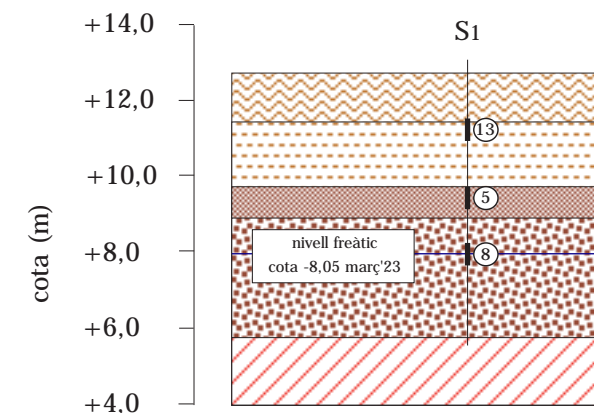 +14,0
S1
+12,0
13
+10,0
5
cota (m)
+8,0
nivell freàtic
cota -8,05 març'23
8
+6,0
+4,0